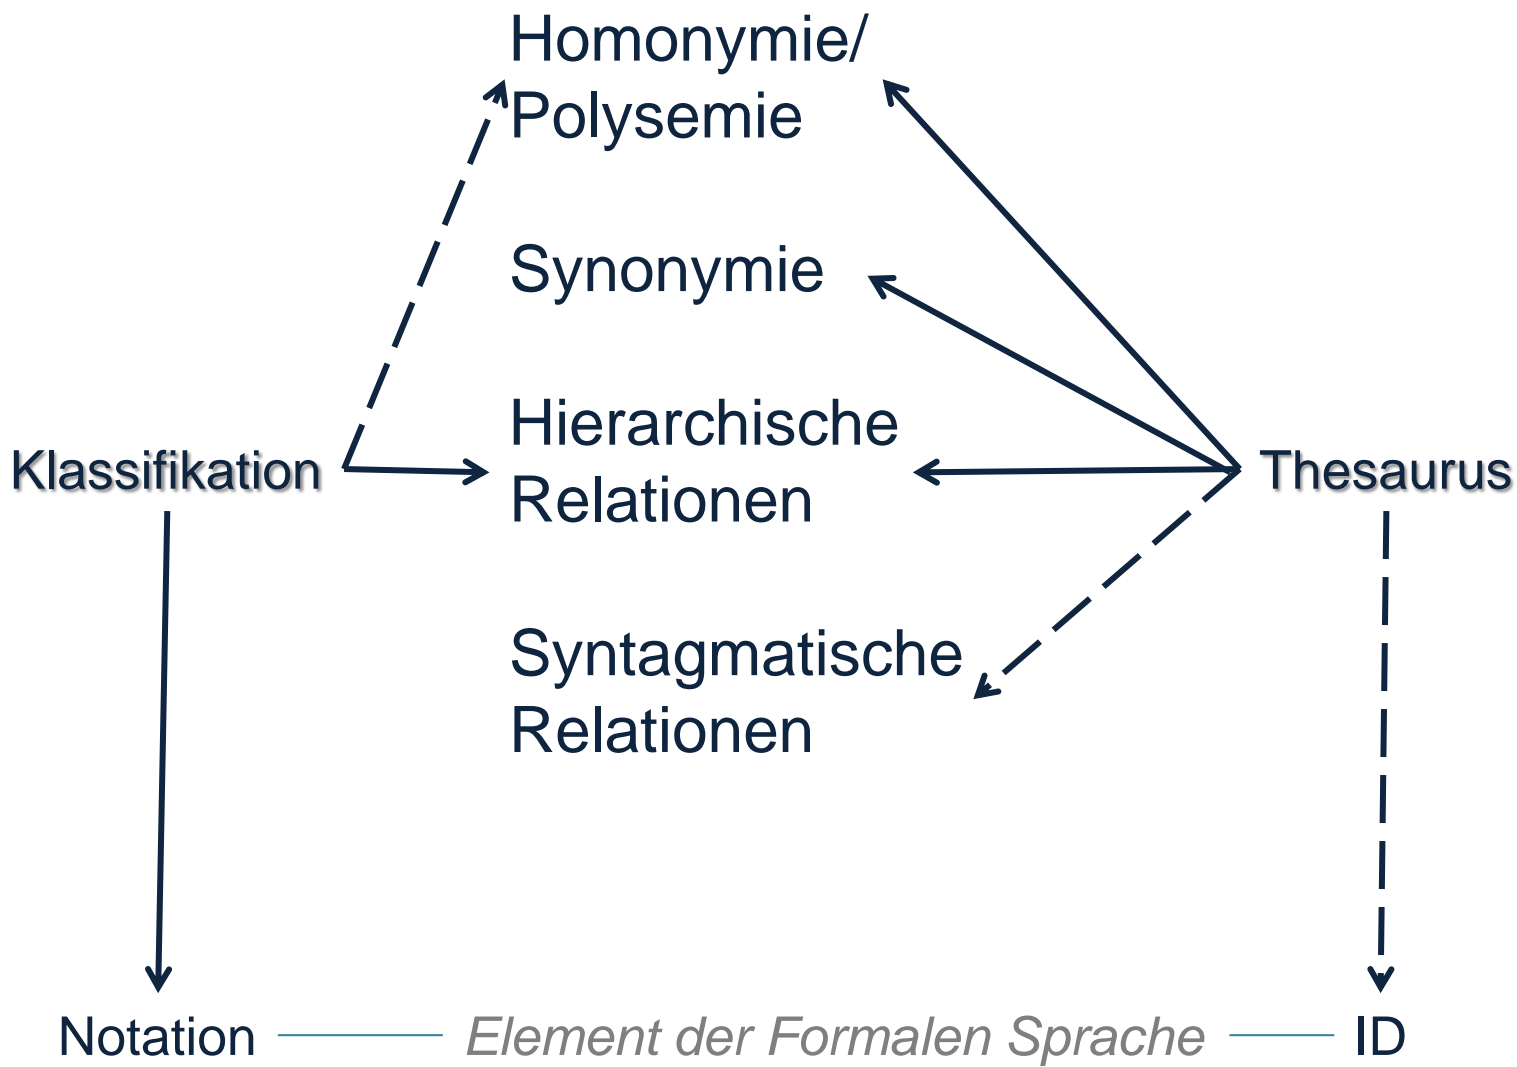 Homonymie/
Polysemie
Synonymie
Hierarchische
Relationen
Klassifikation
Thesaurus
Syntagmatische
Relationen
Notation
Element der Formalen Sprache
ID